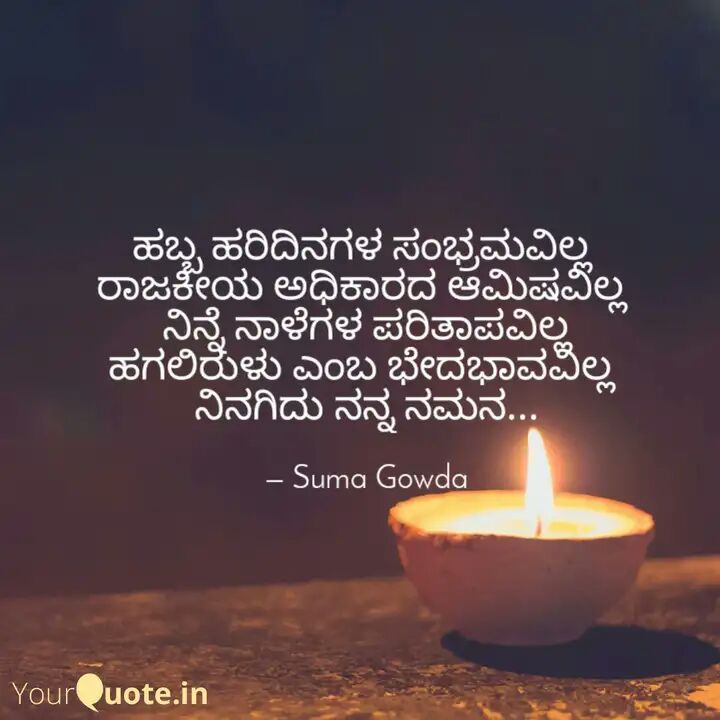 ಹಬ್ಬ ಹರಿದಿನಗಳ ಸಂಭ್ರಮವಿಲ್ಲ
ರಾಜಕೀಯ ಅಧಿಕಾರದ ಆಮಿಷವಿಲ್ಲ
ನಿನ್ನೆ ನಾಳೆಗಳ ಪರಿತಾಪವಿಲ್ಲ
ಹಗಲಿರುಳು ಎಂಬ ಭೇದಭಾವವಿಲ್ಲ
ನಿನಗಿದು ನನ್ನ ನಮನ...
– Suma Gowda
YourQuote.in